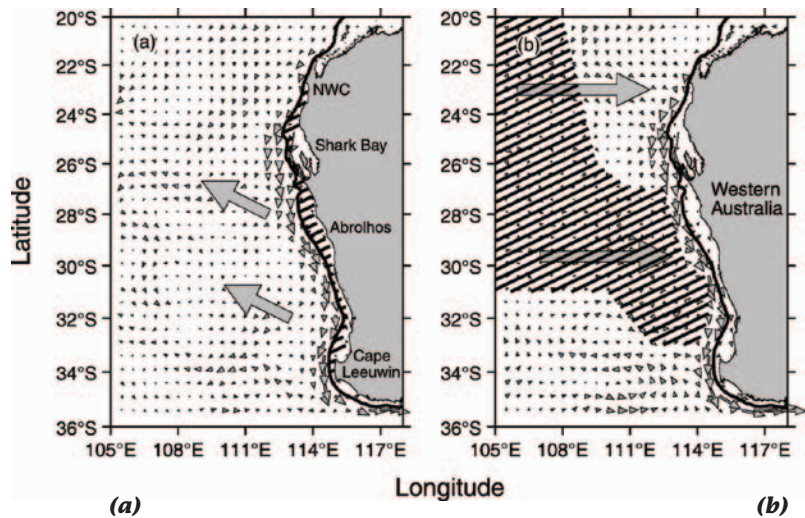 (a)
(b)
20°S
22°S
24°S
26°S
28°S
30°S
32°S
34°S
36°S
NWC
Shark Bay
Abrolhos
Cape
Leeuwin
105°E
108°E
111°E
114°E
117°E
20°S
22°S
24°S
26°S
28°S
30°S
32°S
34°S
36°S
Western
Australia
105°E
108°E
111°E
114°E
117°E
Latitude
Longitude
(a)
(b)